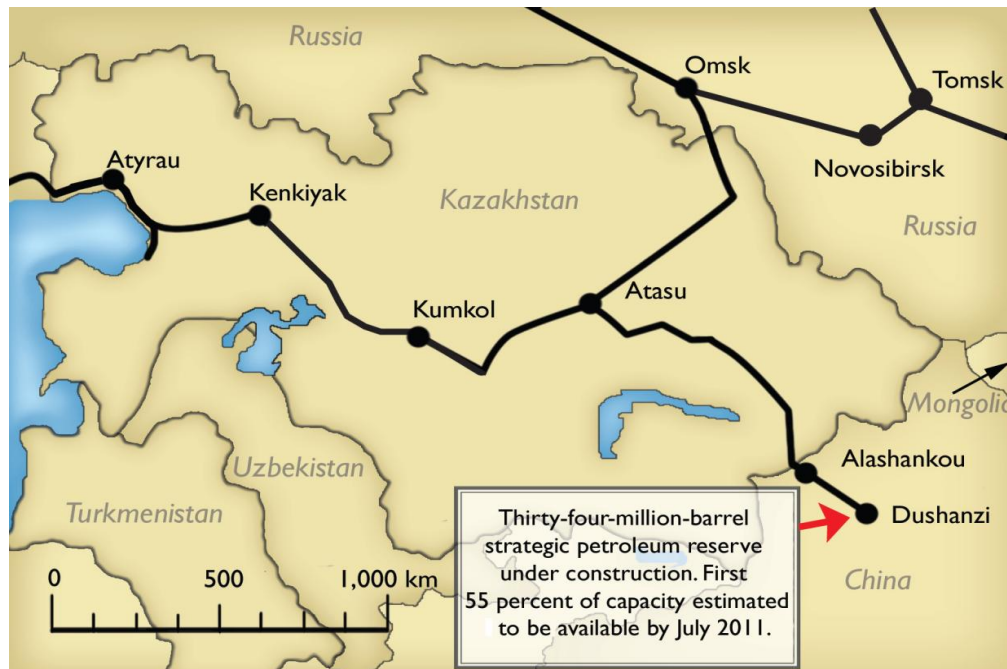 Russia
Omsk
Tomsk
Atyrau
Kenkiyak
Kazakhstan
Novosibirsk
Russia
Kumkol
Atasu
Mongolia
Uzbekistan
Alashankou
Turkmenistan
Dushanzi
Thirty-four-million-barrel
strategic petroleum reserve
under construction. First
55 percent of capacity estimated
to be available by July 2011.
China
0 500 1,000 km